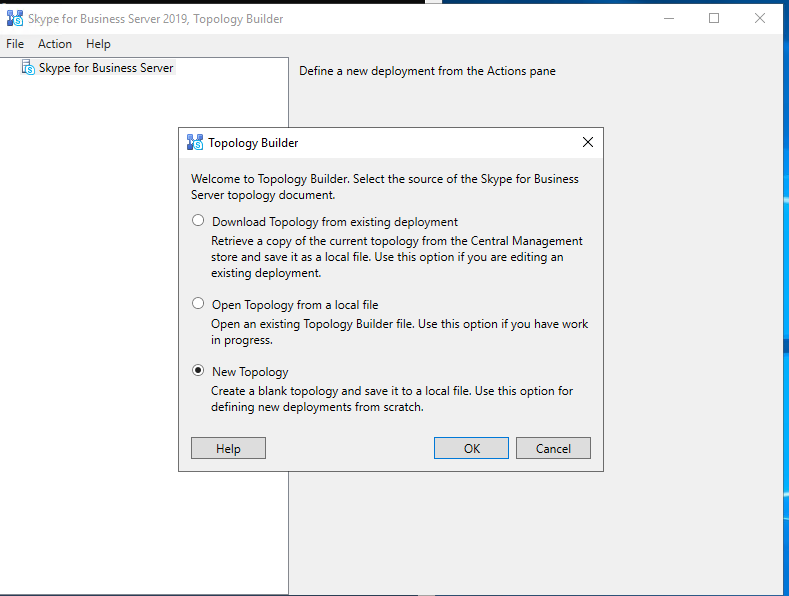 Skype for Business Server 2019, Topology Builder
File Action Help
Skype for Business Server
Define a new deployment from the Actions pane
Topology Builder
Welcome to Topology Builder. Select the source of the Skype for Business
Server topology document.
Download Topology from existing deployment
Retrieve a copy of the current topology from the Central Management
store and save it as a local file. Use this option if you are editing an
existing deployment.
Open Topology from a local file
Open an existing Topology Builder file. Use this option if you have work
in progress.
New Topology
Create a blank topology and save it to a local file. Use this option for
defining new deployments from scratch.
Help OK Cancel